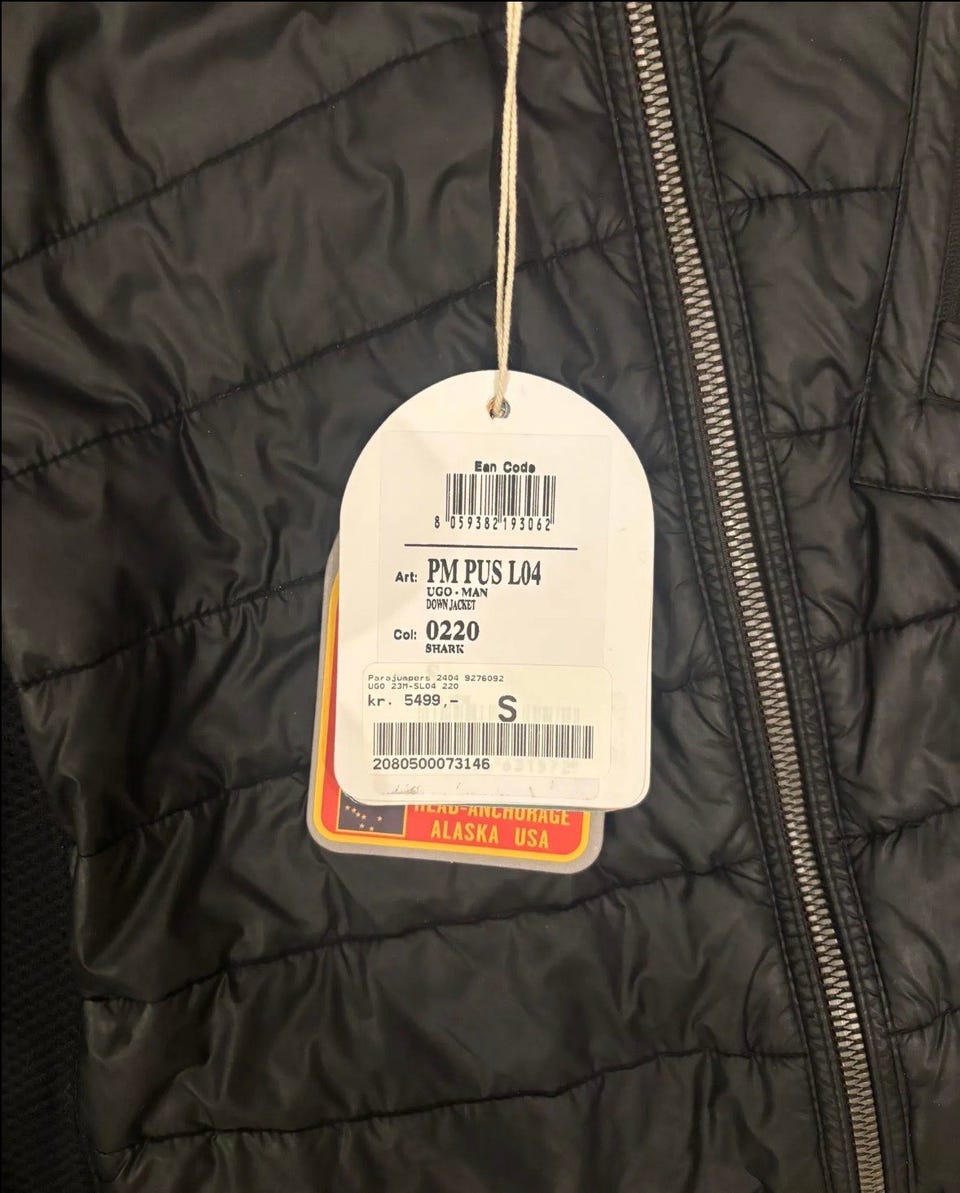 Ean Code
8 059382 193062
Art: PM PUS L04
UGO - MAN
DOWN JACKET
Col: 0220
SHARK
Parajumpers 2404 9276092
UGO 23M-SL04 220
kr. 5499,- S
2080500073146
HEAD-ANCHORAGE
ALASKA USA